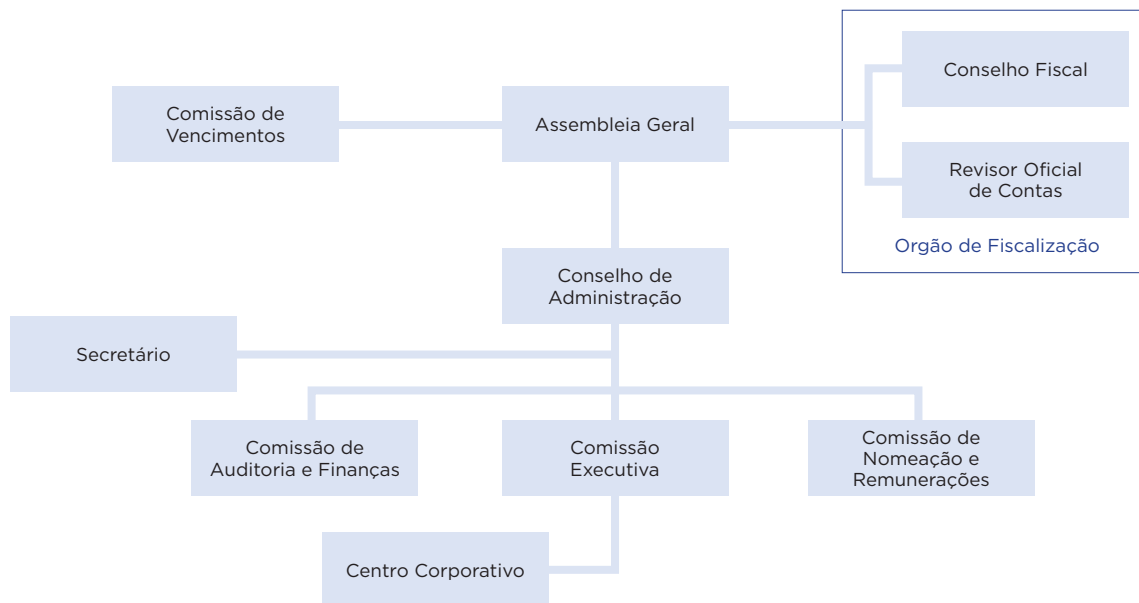 Conselho Fiscal
Comissão de
Vencimentos
Assembleia Geral
Revisor Oficial
de Contas
Orgão de Fiscalização
Conselho de
Administração
Secretário
Comissão de
Auditoria e Finanças
Comissão
Executiva
Comissão de
Nomeação e
Remunerações
Centro Corporativo